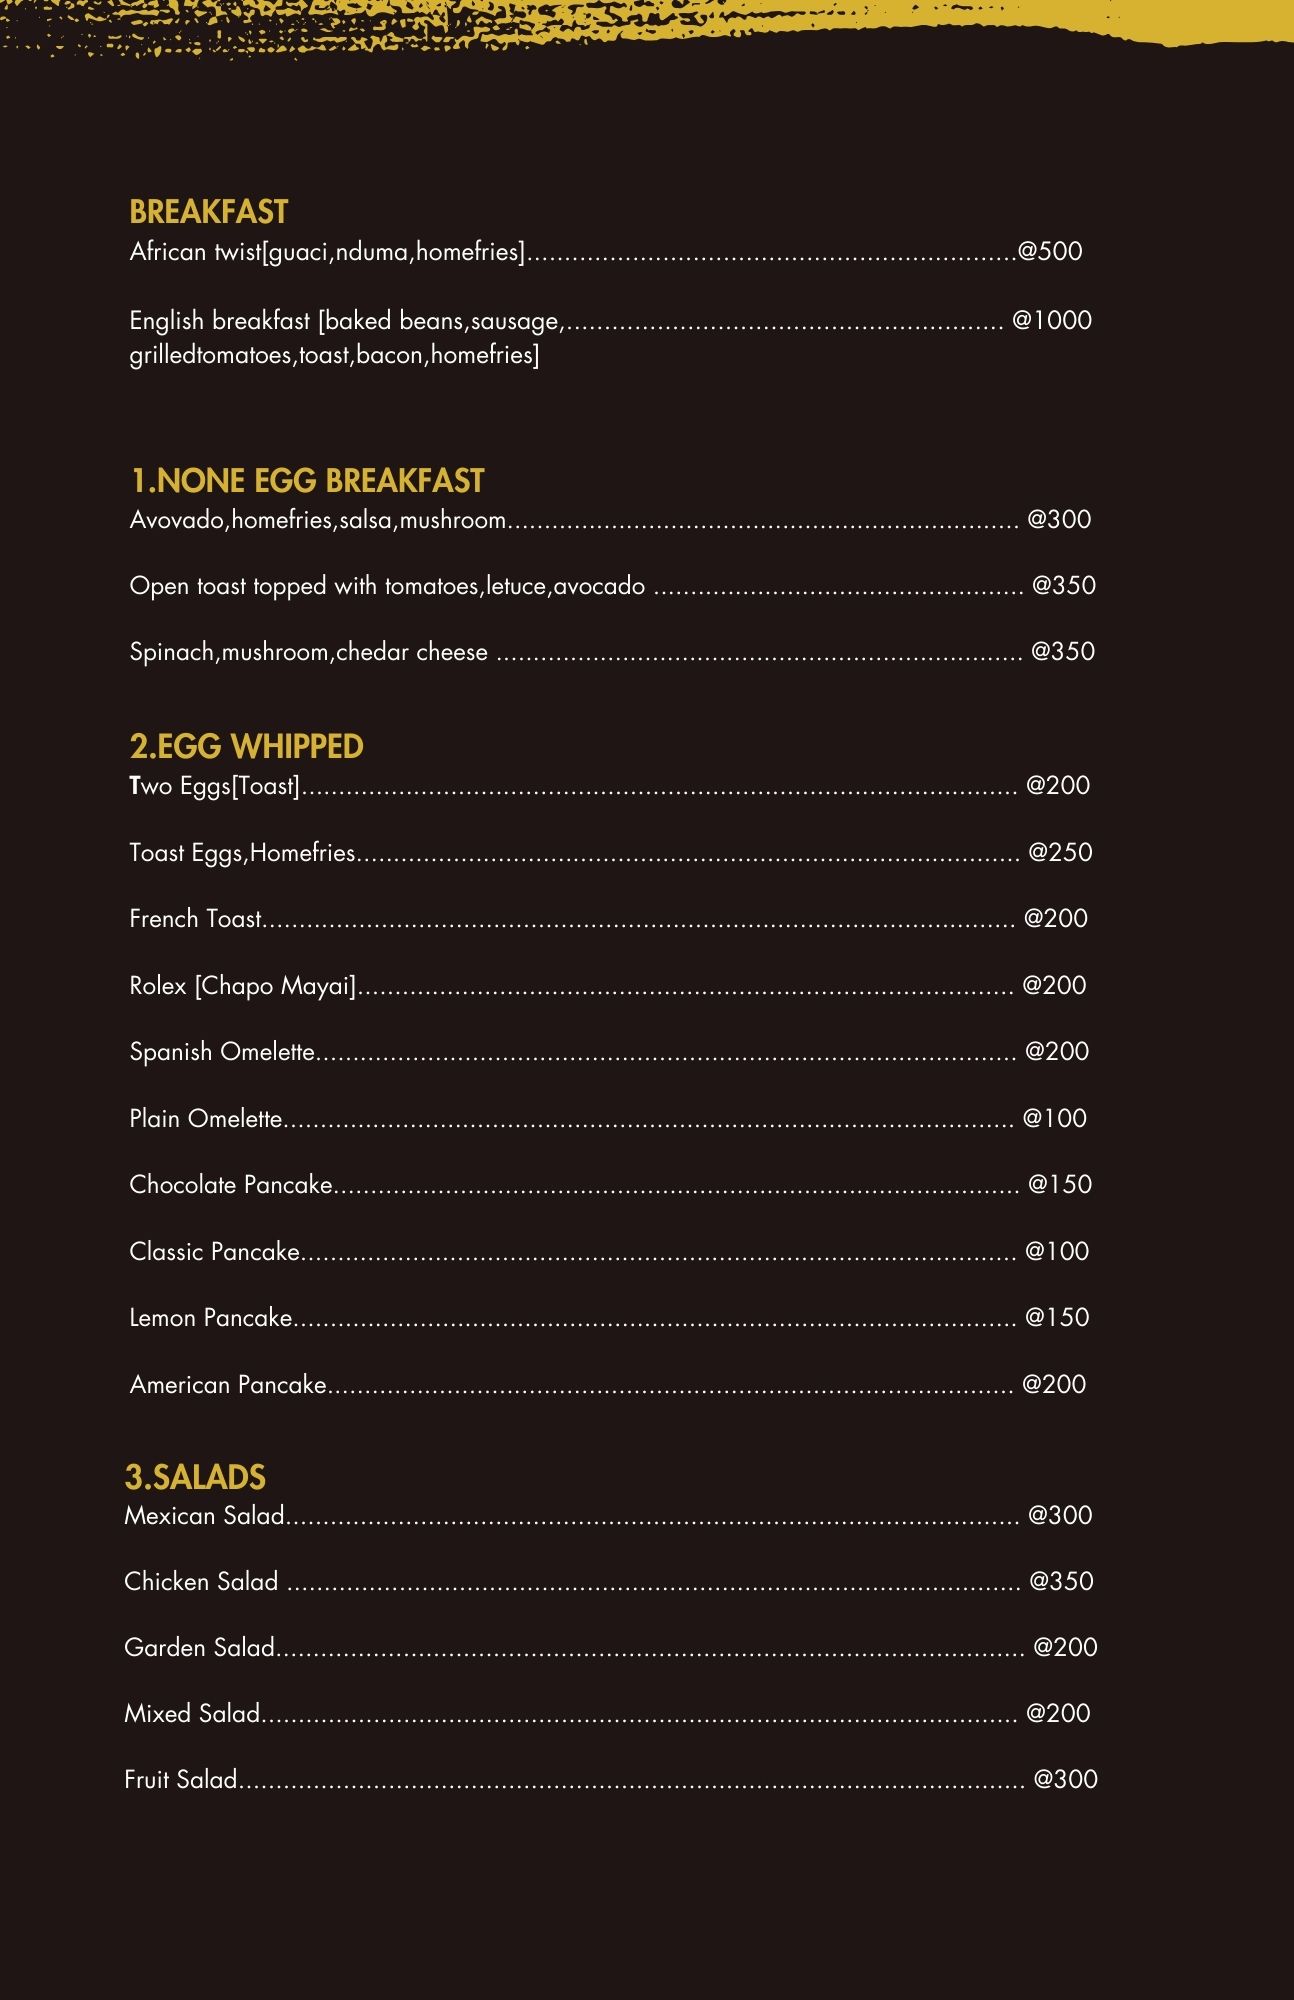 BREAKFAST
African twist[guaci,nduma,homefries]..................................................................@500
English breakfast [baked beans,sausage,.......................................................... @1000
grilledtomatoes,toast,bacon,homefries]
1.NONE EGG BREAKFAST
Avovado,homefries,salsa,mushroom..................................................................... @300
Open toast topped with tomatoes,letuce,avocado .................................................. @350
Spinach,mushroom,chedar cheese ....................................................................... @350
2.EGG WHIPPED
Two Eggs[Toast]................................................................................................ @200
Toast Eggs,Homefries......................................................................................... @250
French Toast..................................................................................................... @200
Rolex [Chapo Mayai]........................................................................................ @200
Spanish Omelette.............................................................................................. @200
Plain Omelette.................................................................................................. @100
Chocolate Pancake............................................................................................ @150
Classic Pancake................................................................................................ @100
Lemon Pancake................................................................................................. @150
American Pancake............................................................................................ @200
3.SALADS
Mexican Salad.................................................................................................. @300
Chicken Salad .................................................................................................. @350
Garden Salad.................................................................................................... @200
Mixed Salad..................................................................................................... @200
Fruit Salad......................................................................................................... @300